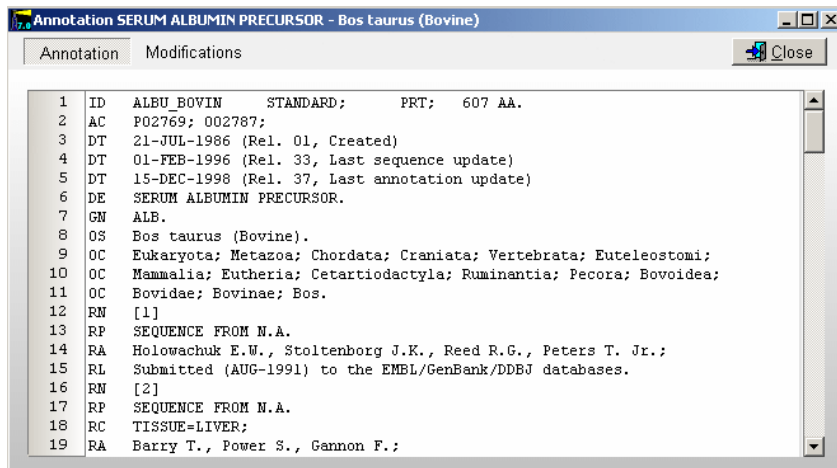 7.0 Annotation SERUM ALBUMIN PRECURSOR - Bos taurus (Bovine)
Annotation Modifications Close
1 ID ALBU_BOVIN STANDARD; PRT; 607 AA.
2 AC P02769; O02787;
3 DT 21-JUL-1986 (Rel. 01, Created)
4 DT 01-FEB-1996 (Rel. 33, Last sequence update)
5 DT 15-DEC-1998 (Rel. 37, Last annotation update)
6 DE SERUM ALBUMIN PRECURSOR.
7 GN ALB.
8 OS Bos taurus (Bovine).
9 OC Eukaryota; Metazoa; Chordata; Craniata; Vertebrata; Euteleostomi;
10 OC Mammalia; Eutheria; Cetartiodactyla; Ruminantia; Pecora; Bovoidea;
11 OC Bovidae; Bovinae; Bos.
12 RN [1]
13 RP SEQUENCE FROM N.A.
14 RA Holowachuk E.W., Stoltenborg J.K., Reed R.G., Peters T. Jr.;
15 RL Submitted (AUG-1991) to the EMBL/GenBank/DDBJ databases.
16 RN [2]
17 RP SEQUENCE FROM N.A.
18 RC TISSUE=LIVER;
19 RA Barry T., Power S., Gannon F.;